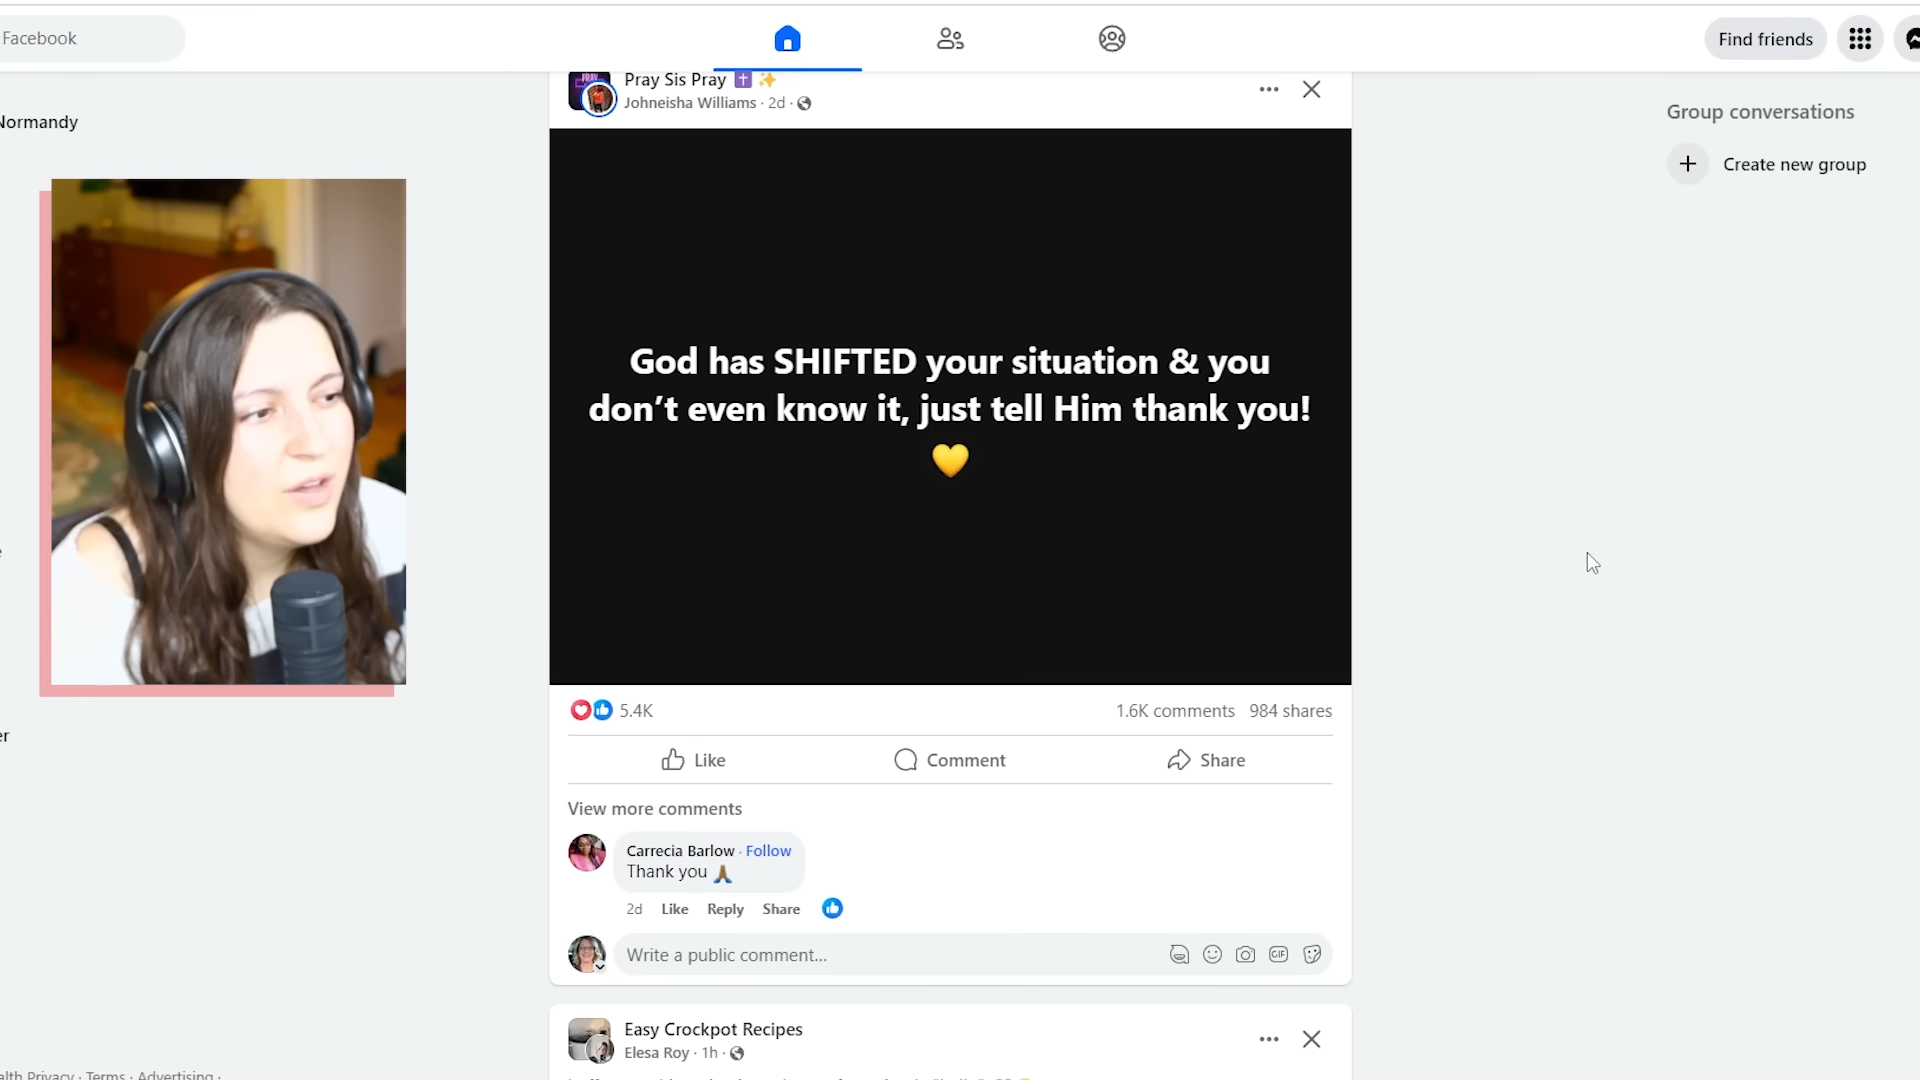 Facebook
Find friends
Normandy
Pray Sis Pray ✝️ ✨
Johneisha Williams · 2d ·
Group conversations
Create new group
God has SHIFTED your situation & you
don’t even know it, just tell Him thank you!
💛
5.4K
1.6K comments 984 shares
Like Comment Share
View more comments
Carrecia Barlow · Follow
Thank you 🙏🏾
2d Like Reply Share
Write a public comment...
GIF
Easy Crockpot Recipes
Elesa Roy · 1h ·
Privacy · Terms · Advertising ·